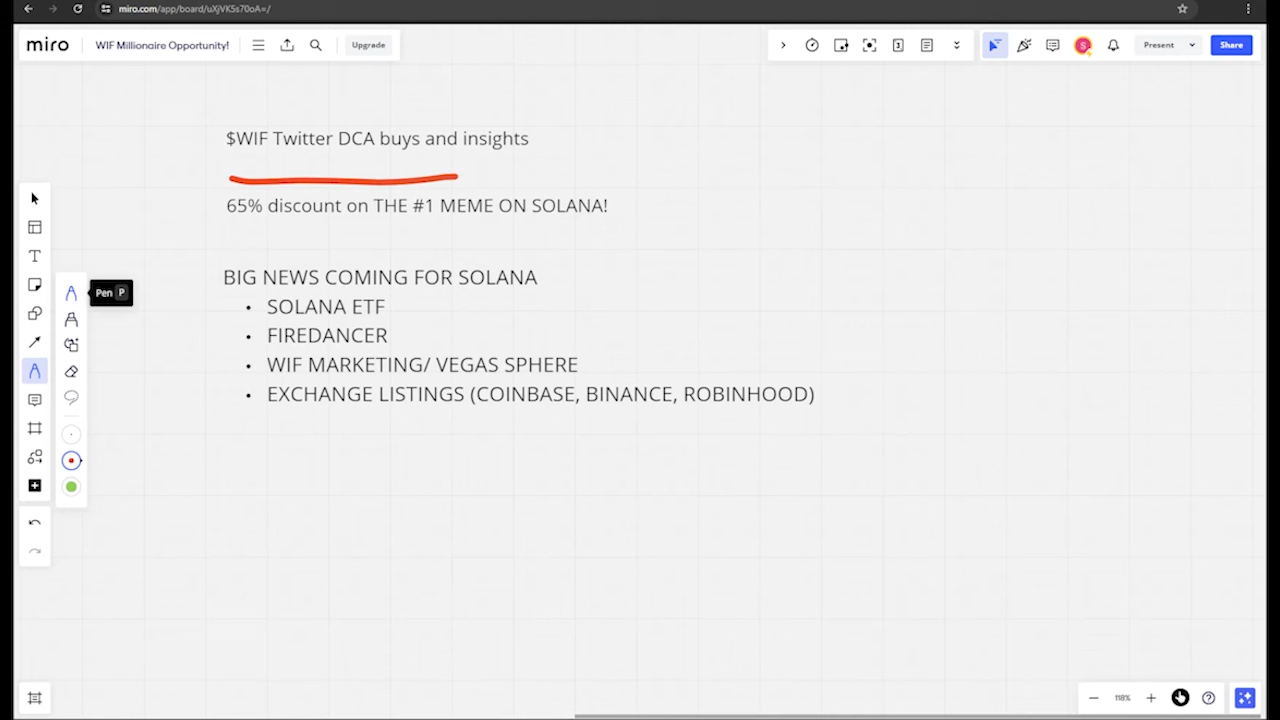 miro.com/app/board/uXjVK5s70oA=/
miro
WIF Millionaire Opportunity!
Upgrade
Present
Share
$WIF Twitter DCA buys and insights
65% discount on THE #1 MEME ON SOLANA!
BIG NEWS COMING FOR SOLANA
• SOLANA ETF
• FIREDANCER
• WIF MARKETING/ VEGAS SPHERE
• EXCHANGE LISTINGS (COINBASE, BINANCE, ROBINHOOD)
Pen P
118%